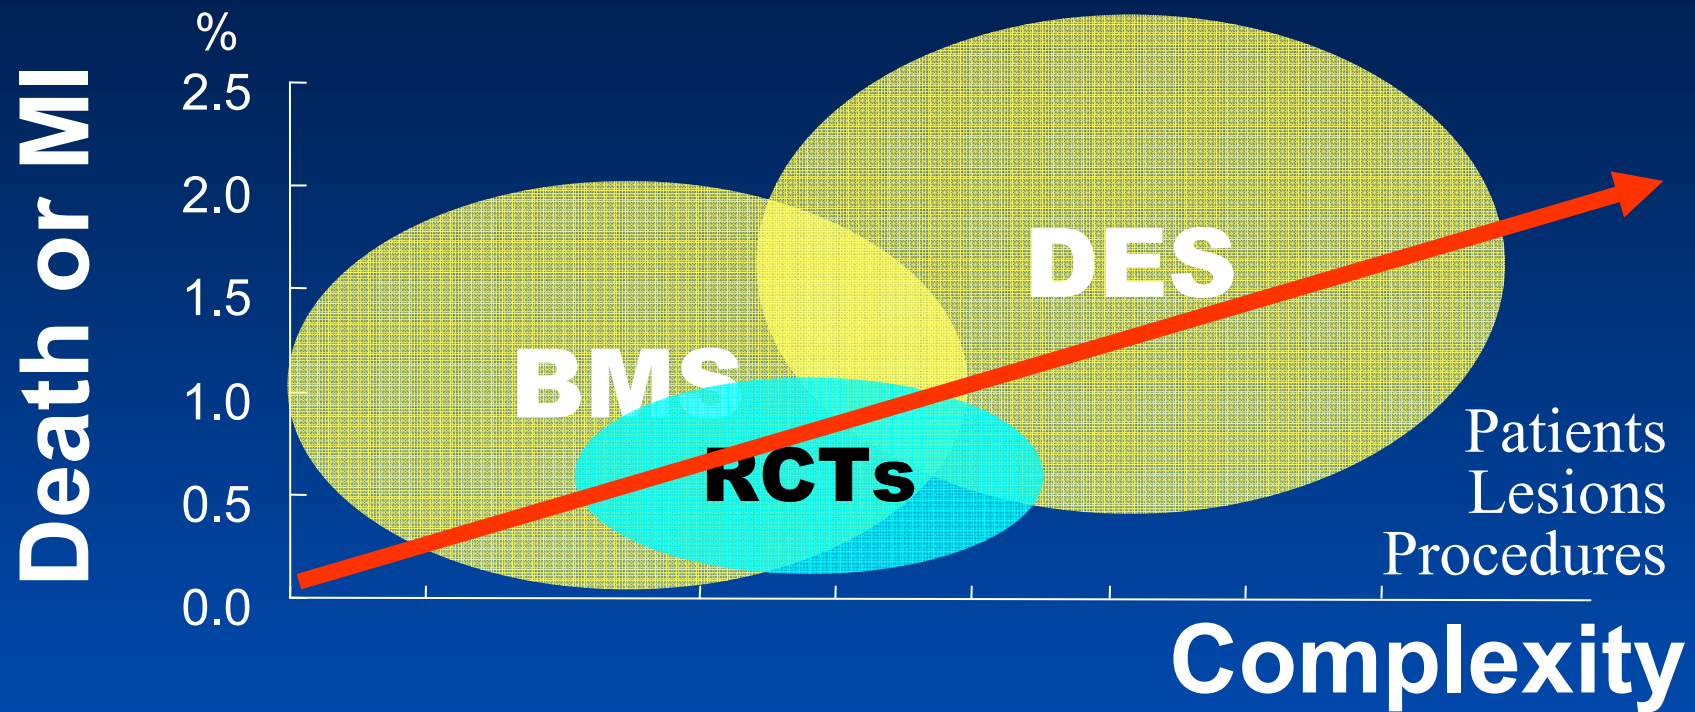 %
Death or MI
2.5
2.0
1.5
1.0
0.5
0.0
DES
BMS
RCTs
Patients
Lesions
Procedures
Complexity